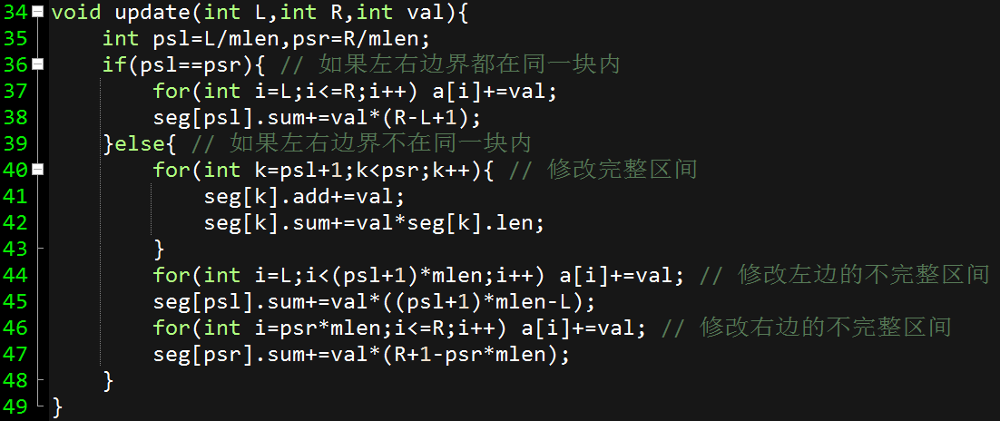 34 void update(int L,int R,int val){
35     int psl=L/mlen,psr=R/mlen;
36     if(psl==psr){ // 如果左右边界都在同一块内
37         for(int i=L;i<=R;i++) a[i]+=val;
38         seg[psl].sum+=val*(R-L+1);
39     }else{ // 如果左右边界不在同一块内
40         for(int k=psl+1;k<psr;k++){ // 修改完整区间
41             seg[k].add+=val;
42             seg[k].sum+=val*seg[k].len;
43         }
44         for(int i=L;i<(psl+1)*mlen;i++) a[i]+=val; // 修改左边的不完整区间
45         seg[psl].sum+=val*((psl+1)*mlen-L);
46         for(int i=psr*mlen;i<=R;i++) a[i]+=val; // 修改右边的不完整区间
47         seg[psr].sum+=val*(R+1-psr*mlen);
48     }
49 }